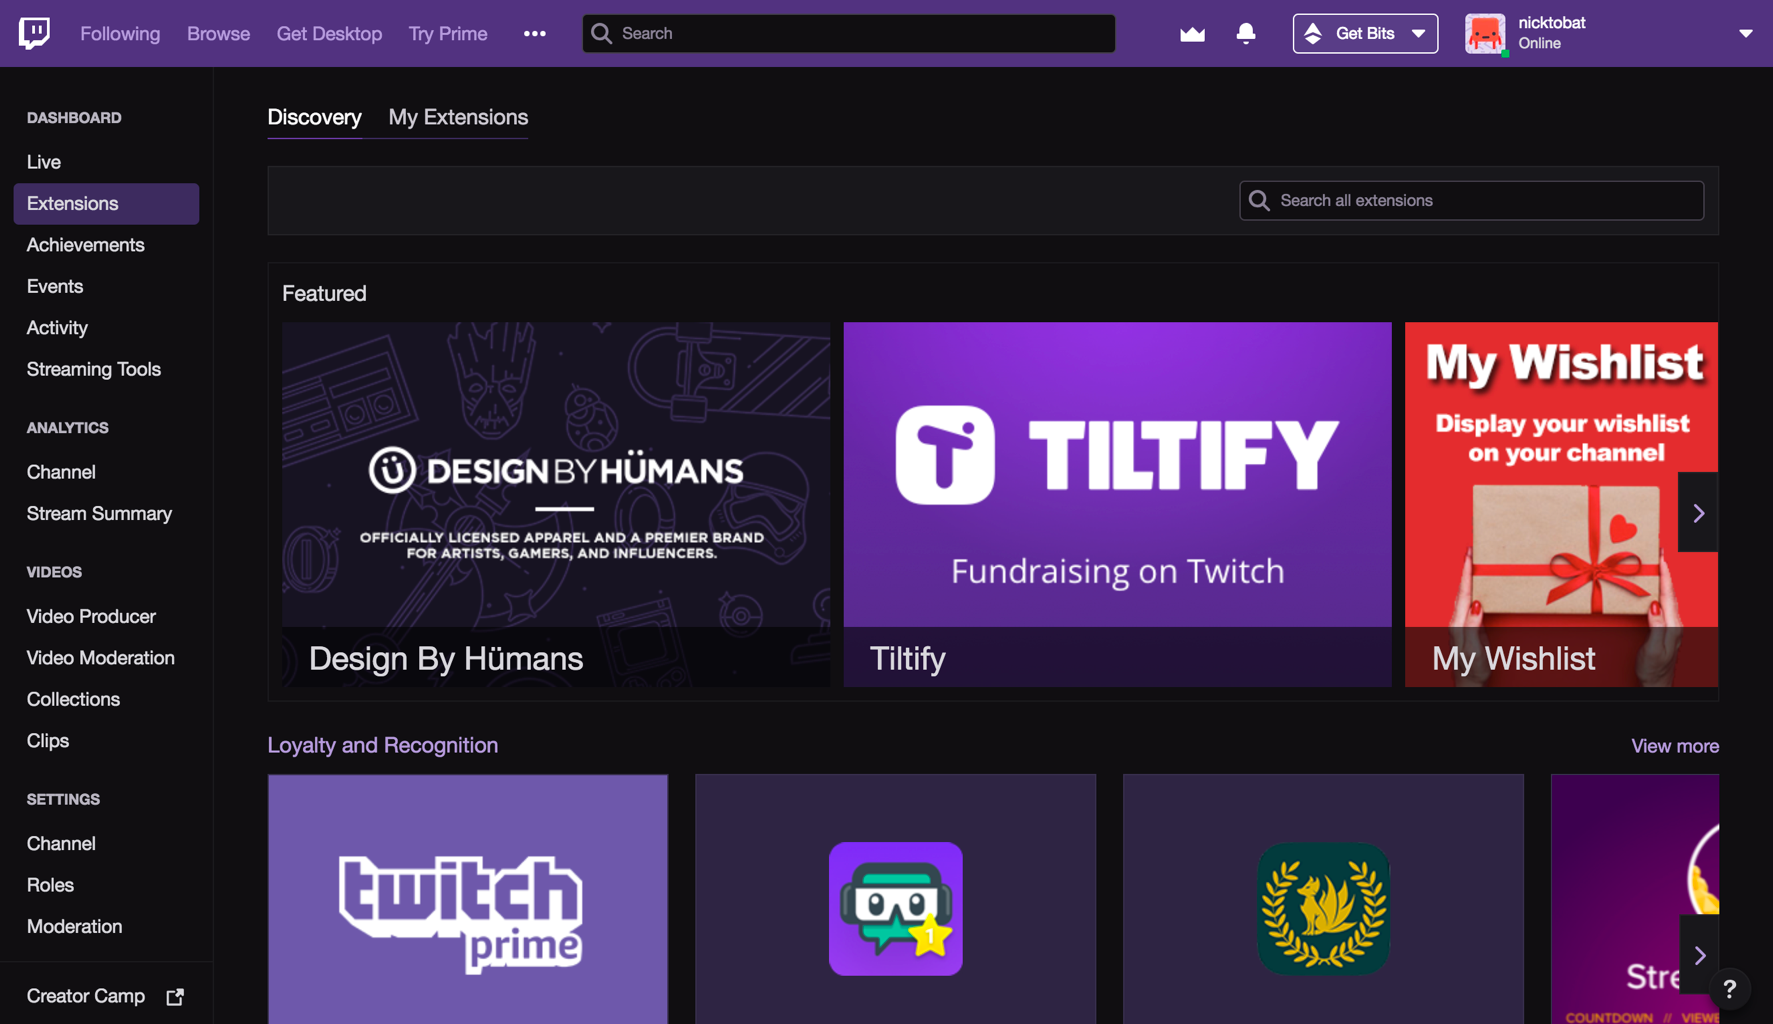 Following
Browse
Get Desktop
Try Prime
Search
Get Bits
nicktobat
Online
DASHBOARD
Live
Extensions
Achievements
Events
Activity
Streaming Tools
ANALYTICS
Channel
Stream Summary
VIDEOS
Video Producer
Video Moderation
Collections
Clips
SETTINGS
Channel
Roles
Moderation
Creator Camp
Discovery
My Extensions
Search all extensions
Featured
DESIGN BY HÜMANS
OFFICIALLY LICENSED APPAREL AND A PREMIER BRAND
FOR ARTISTS, GAMERS, AND INFLUENCERS.
Design By Hümans
TILTIFY
Fundraising on Twitch
Tiltify
My Wishlist
Display your wishlist
on your channel
My Wishlist
Loyalty and Recognition
View more
twitch
prime
1
Stre
COUNTDOWN // VIEWE
?